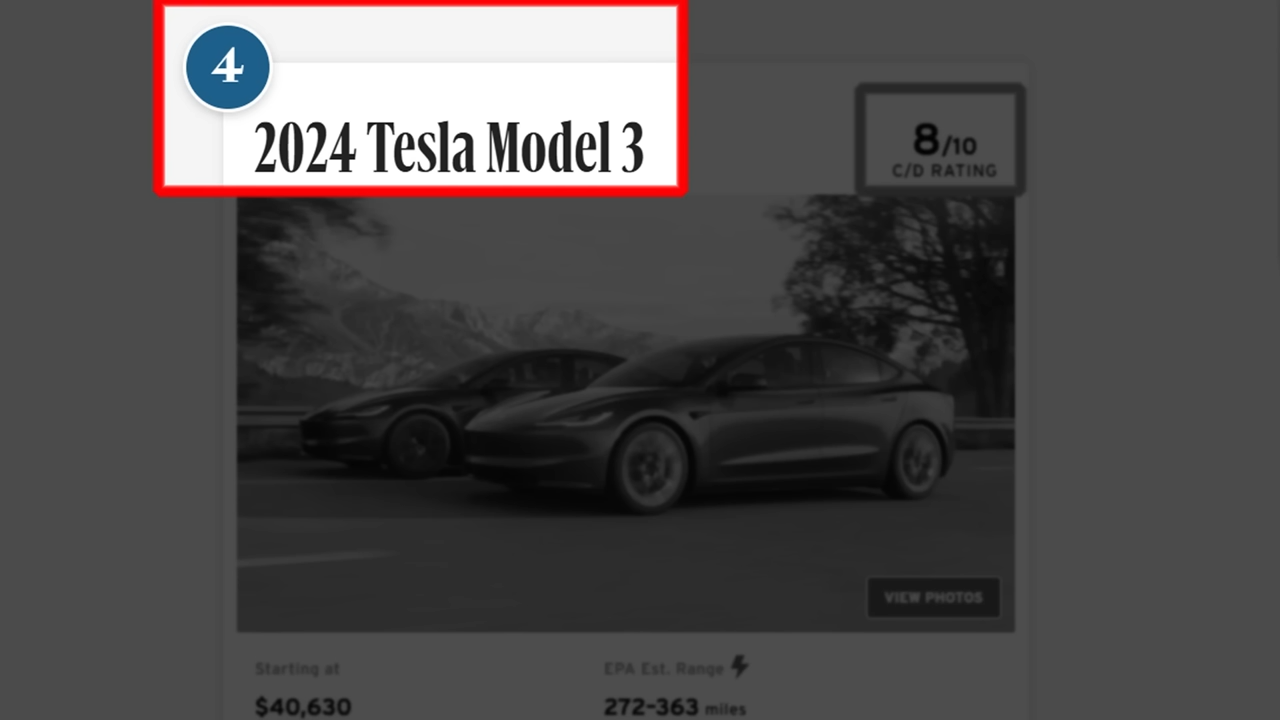 4
2024 Tesla Model 3
8/10
C/D RATING
VIEW PHOTOS
Starting at
EPA Est. Range
$40,630
272-363 miles